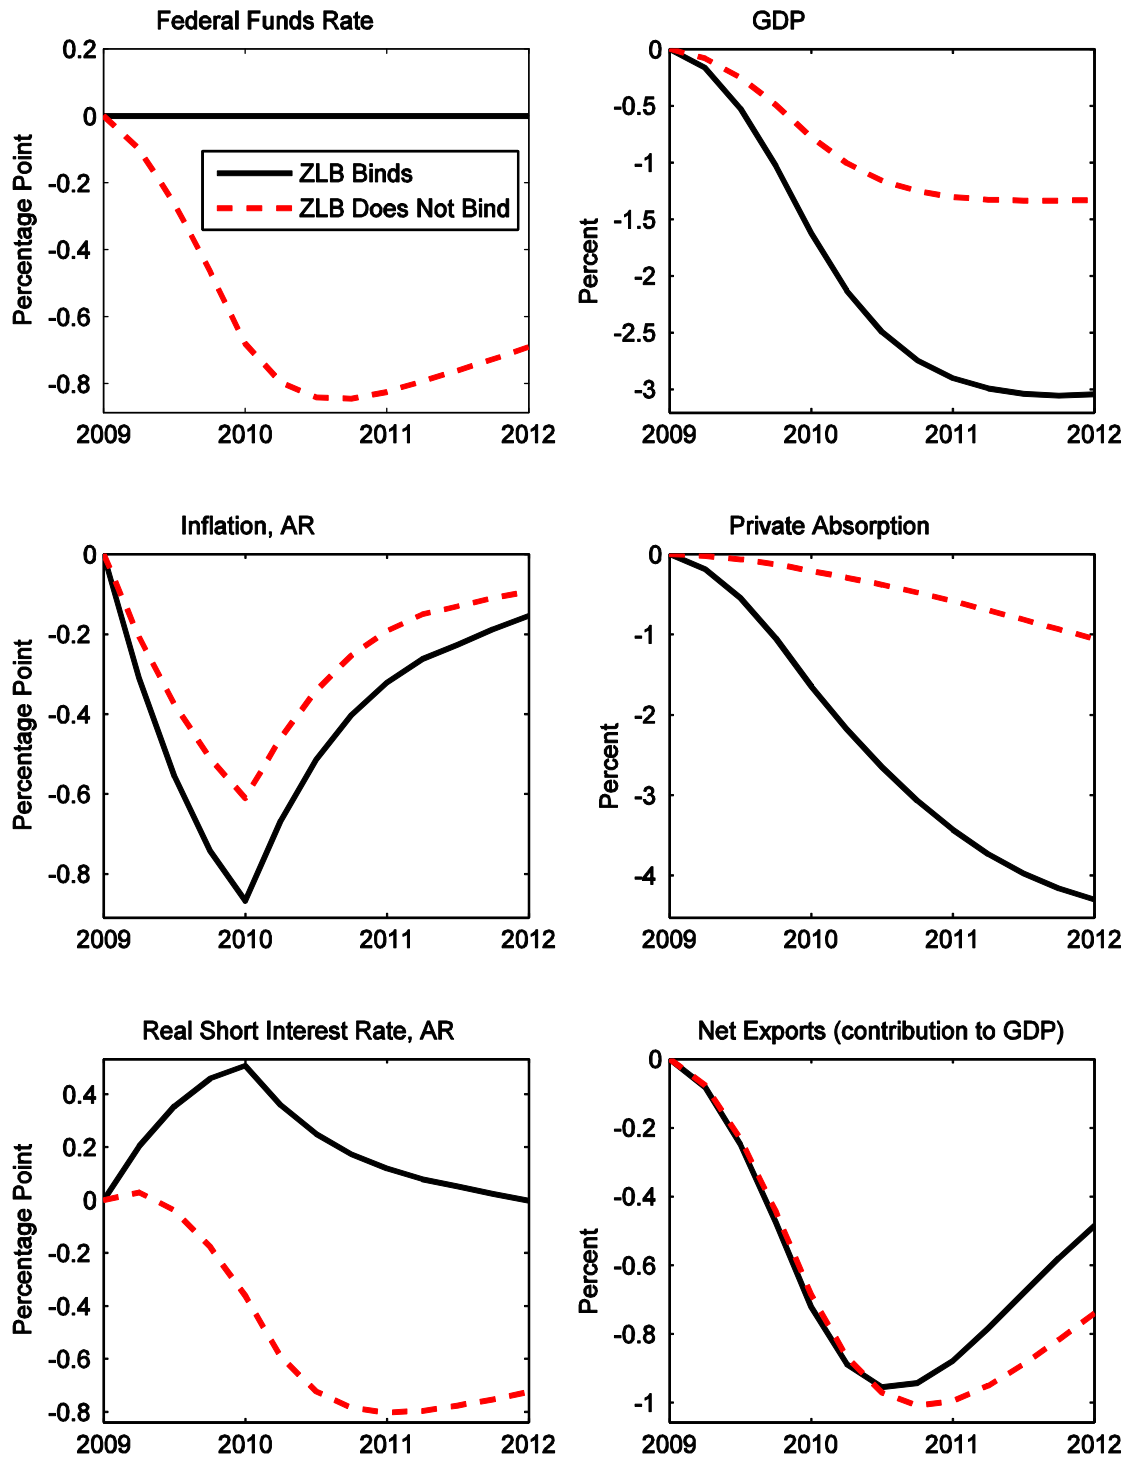 Federal Funds Rate
0.2
0
-0.2
-0.4
-0.6
-0.8
Percentage Point
ZLB Binds
ZLB Does Not Bind
2009 2010 2011 2012
GDP
0
-0.5
-1
-1.5
-2
-2.5
-3
Percent
2009 2010 2011 2012
Inflation, AR
0
-0.2
-0.4
-0.6
-0.8
Percentage Point
2009 2010 2011 2012
Private Absorption
0
-1
-2
-3
-4
Percent
2009 2010 2011 2012
Real Short Interest Rate, AR
0.4
0.2
0
-0.2
-0.4
-0.6
-0.8
Percentage Point
2009 2010 2011 2012
Net Exports (contribution to GDP)
0
-0.2
-0.4
-0.6
-0.8
-1
Percent
2009 2010 2011 2012